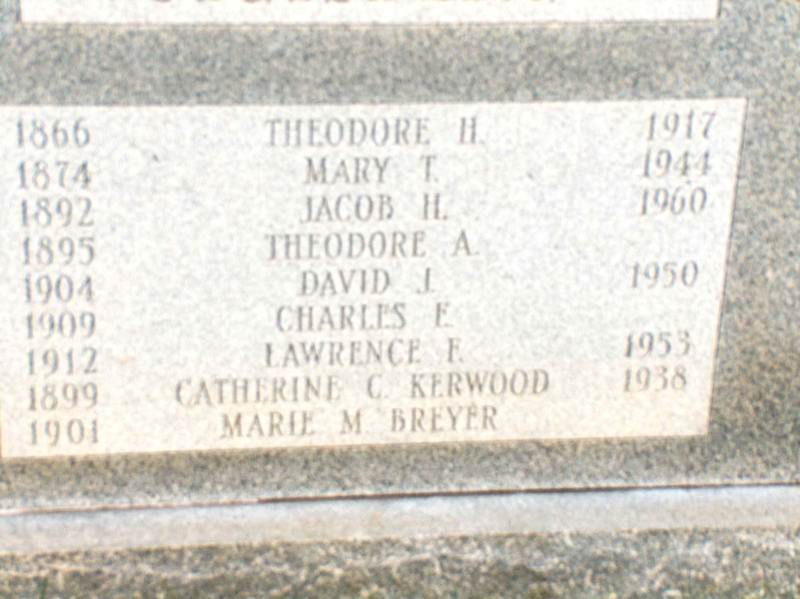 1866 THEODORE H. 1917
1874 MARY T. 1944
1892 JACOB H. 1960
1895 THEODORE A.
1904 DAVID J. 1950
1909 CHARLES E.
1912 LAWRENCE F. 1953
1899 CATHERINE C. KERWOOD 1938
1901 MARIE M. BREYER